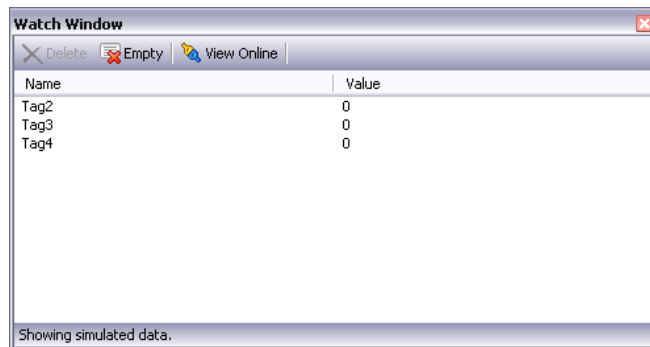 Watch Window
Delete Empty View Online
Name Value
Tag2 0
Tag3 0
Tag4 0
Showing simulated data.